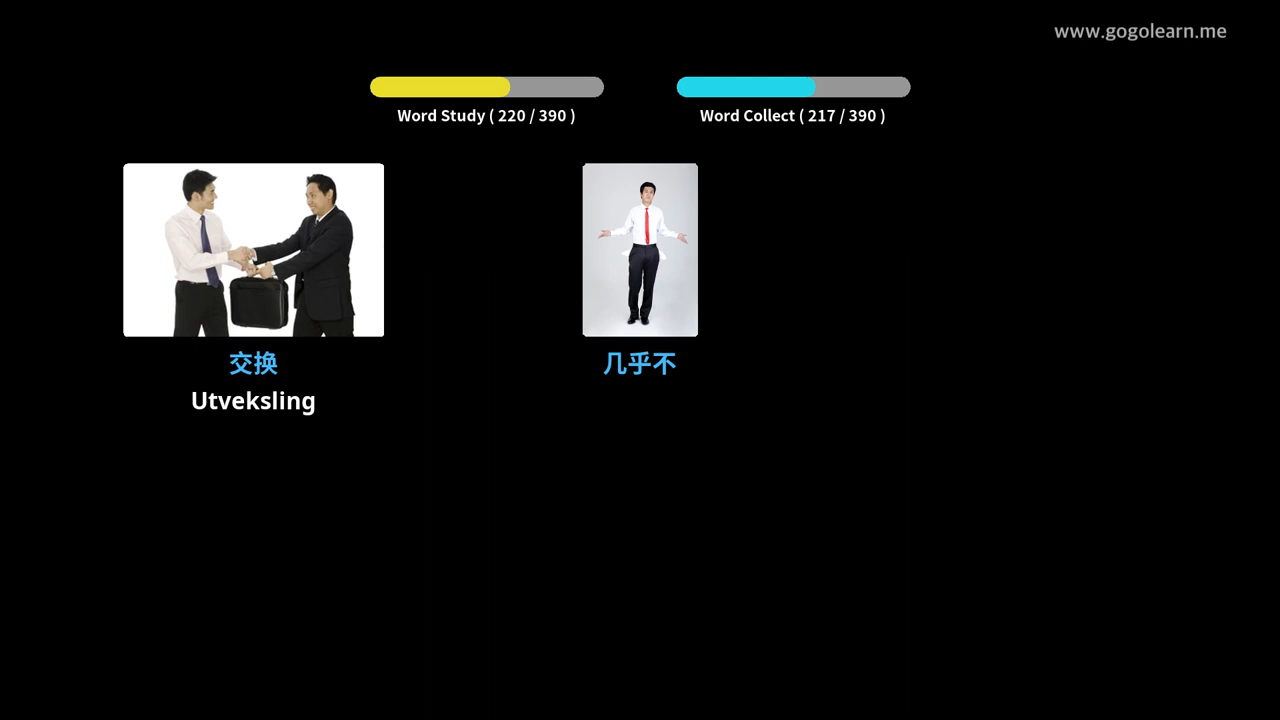 www.gogolearn.me
Word Study ( 220 / 390 )
Word Collect ( 217 / 390 )
交换
Utveksling
几乎不